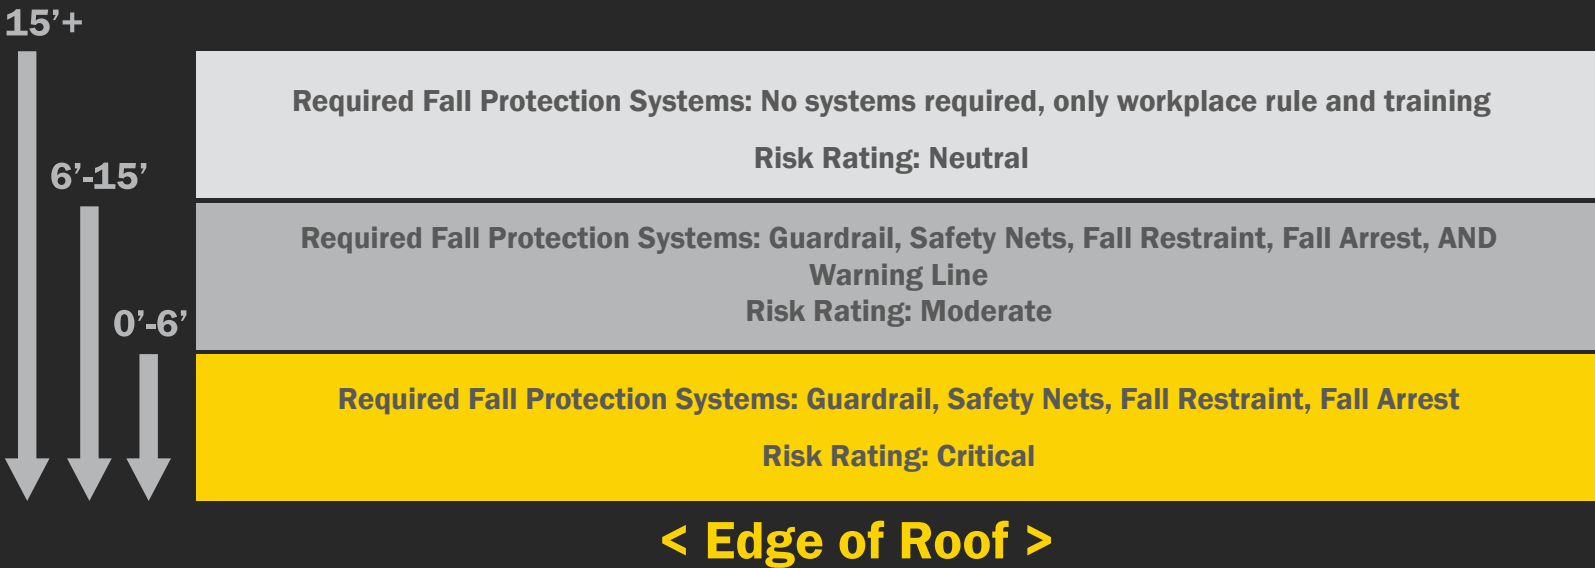 15’+
Required Fall Protection Systems: No systems required, only workplace rule and training
Risk Rating: Neutral
6’-15’
Required Fall Protection Systems: Guardrail, Safety Nets, Fall Restraint, Fall Arrest, AND
Warning Line
Risk Rating: Moderate
0’-6’
Required Fall Protection Systems: Guardrail, Safety Nets, Fall Restraint, Fall Arrest
Risk Rating: Critical
< Edge of Roof >